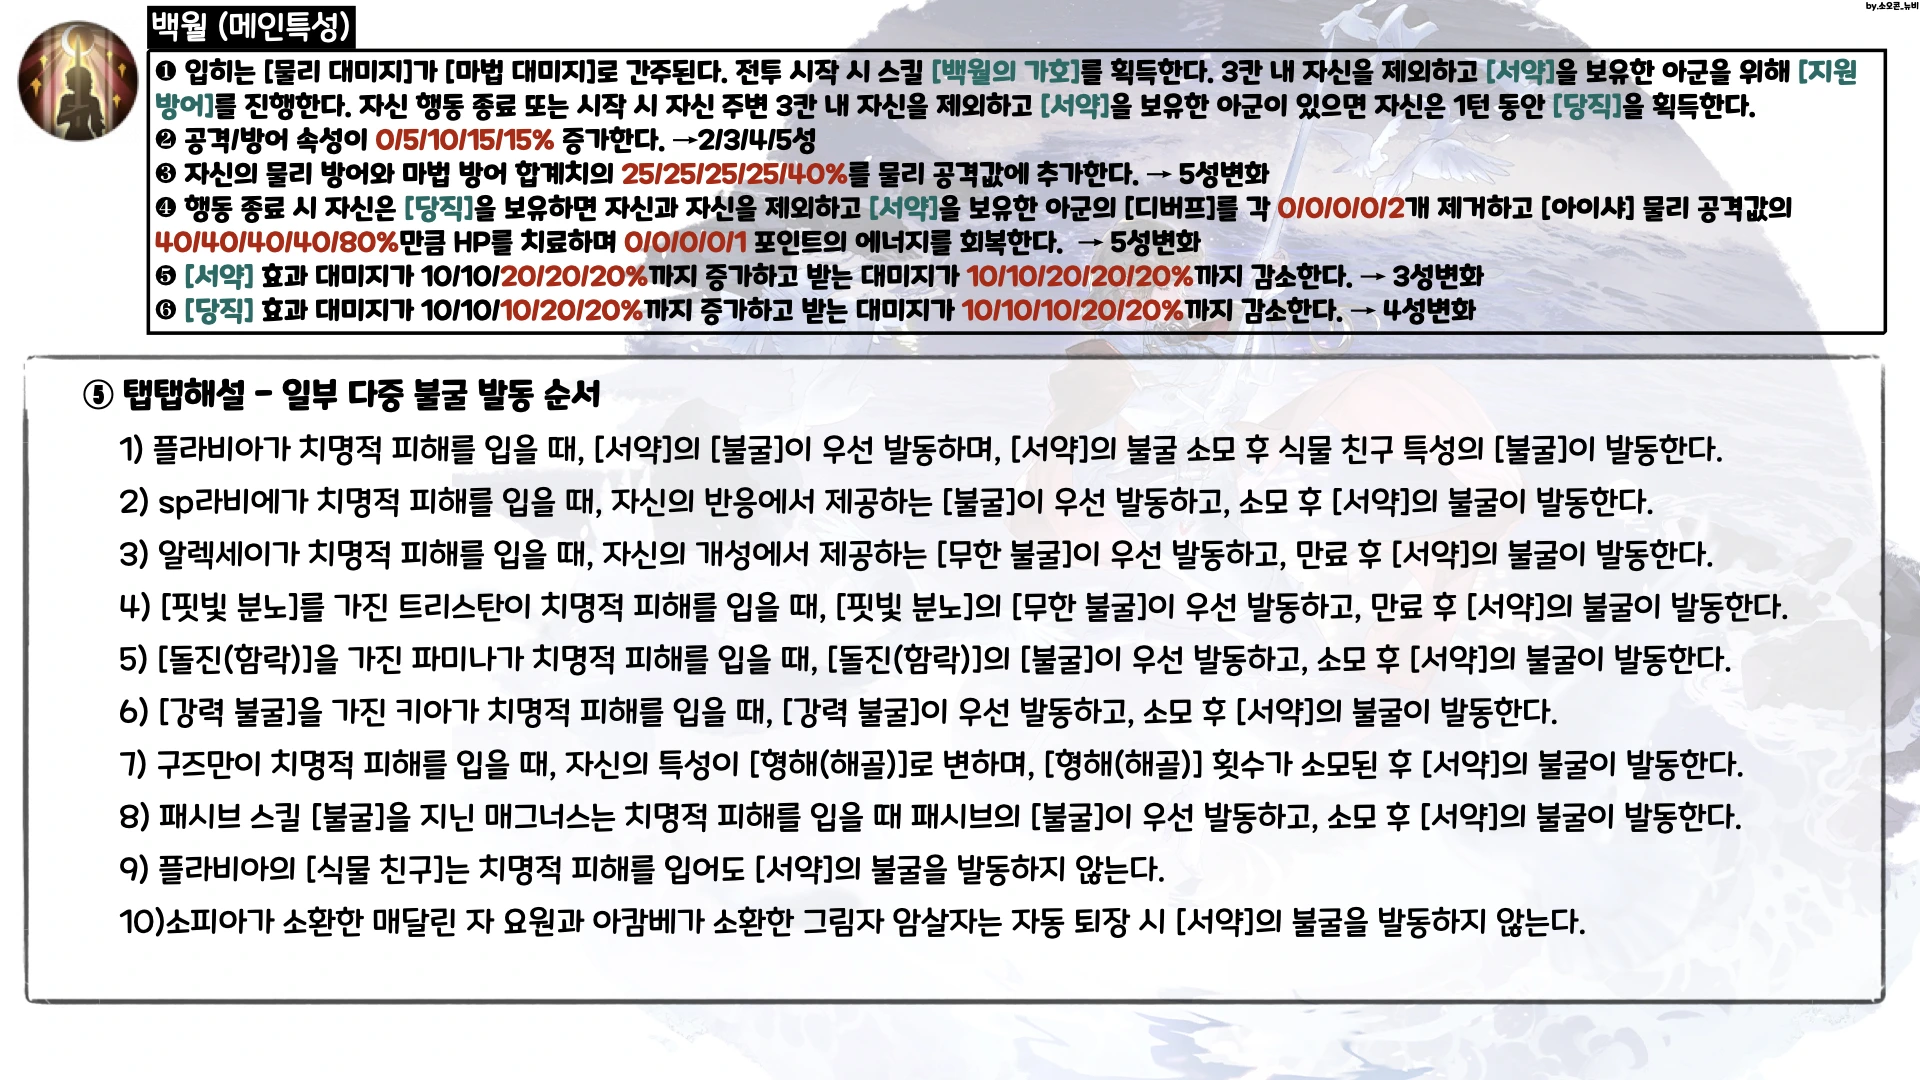 by.소오콘_뉴비
백월 (메인특성)
❶ 입히는 [물리 대미지]가 [마법 대미지]로 간주된다. 전투 시작 시 스킬 [백월의 가호]를 획득한다. 3칸 내 자신을 제외하고 [서약]을 보유한 아군을 위해 [지원
방어]를 진행한다. 자신 행동 종료 또는 시작 시 자신 주변 3칸 내 자신을 제외하고 [서약]을 보유한 아군이 있으면 자신은 1턴 동안 [당직]을 획득한다.
❷ 공격/방어 속성이 0/5/10/15/15% 증가한다. →2/3/4/5성
❸ 자신의 물리 방어와 마법 방어 합계치의 25/25/25/25/40%를 물리 공격값에 추가한다. → 5성변화
❹ 행동 종료 시 자신은 [당직]을 보유하면 자신과 자신을 제외하고 [서약]을 보유한 아군의 [디버프]를 각 0/0/0/0/2개 제거하고 [아이샤] 물리 공격값의
40/40/40/40/80%만큼 HP를 치료하며 0/0/0/0/1 포인트의 에너지를 회복한다. → 5성변화
❺ [서약] 효과 대미지가 10/10/20/20/20%까지 증가하고 받는 대미지가 10/10/20/20/20%까지 감소한다. → 3성변화
❻ [당직] 효과 대미지가 10/10/10/20/20%까지 증가하고 받는 대미지가 10/10/10/20/20%까지 감소한다. → 4성변화
⑤ 탭탭해설 - 일부 다중 불굴 발동 순서
1) 플라비아가 치명적 피해를 입을 때, [서약]의 [불굴]이 우선 발동하며, [서약]의 불굴 소모 후 식물 친구 특성의 [불굴]이 발동한다.
2) sp라비에가 치명적 피해를 입을 때, 자신의 반응에서 제공하는 [불굴]이 우선 발동하고, 소모 후 [서약]의 불굴이 발동한다.
3) 알렉세이가 치명적 피해를 입을 때, 자신의 개성에서 제공하는 [무한 불굴]이 우선 발동하고, 만료 후 [서약]의 불굴이 발동한다.
4) [핏빛 분노]를 가진 트리스탄이 치명적 피해를 입을 때, [핏빛 분노]의 [무한 불굴]이 우선 발동하고, 만료 후 [서약]의 불굴이 발동한다.
5) [돌진(함락)]을 가진 파미나가 치명적 피해를 입을 때, [돌진(함락)]의 [불굴]이 우선 발동하고, 소모 후 [서약]의 불굴이 발동한다.
6) [강력 불굴]을 가진 키아가 치명적 피해를 입을 때, [강력 불굴]이 우선 발동하고, 소모 후 [서약]의 불굴이 발동한다.
7) 구즈만이 치명적 피해를 입을 때, 자신의 특성이 [형해(해골)]로 변하며, [형해(해골)] 횟수가 소모된 후 [서약]의 불굴이 발동한다.
8) 패시브 스킬 [불굴]을 지닌 매그너스는 치명적 피해를 입을 때 패시브의 [불굴]이 우선 발동하고, 소모 후 [서약]의 불굴이 발동한다.
9) 플라비아의 [식물 친구]는 치명적 피해를 입어도 [서약]의 불굴을 발동하지 않는다.
10)소피아가 소환한 매달린 자 요원과 아캄베가 소환한 그림자 암살자는 자동 퇴장 시 [서약]의 불굴을 발동하지 않는다.